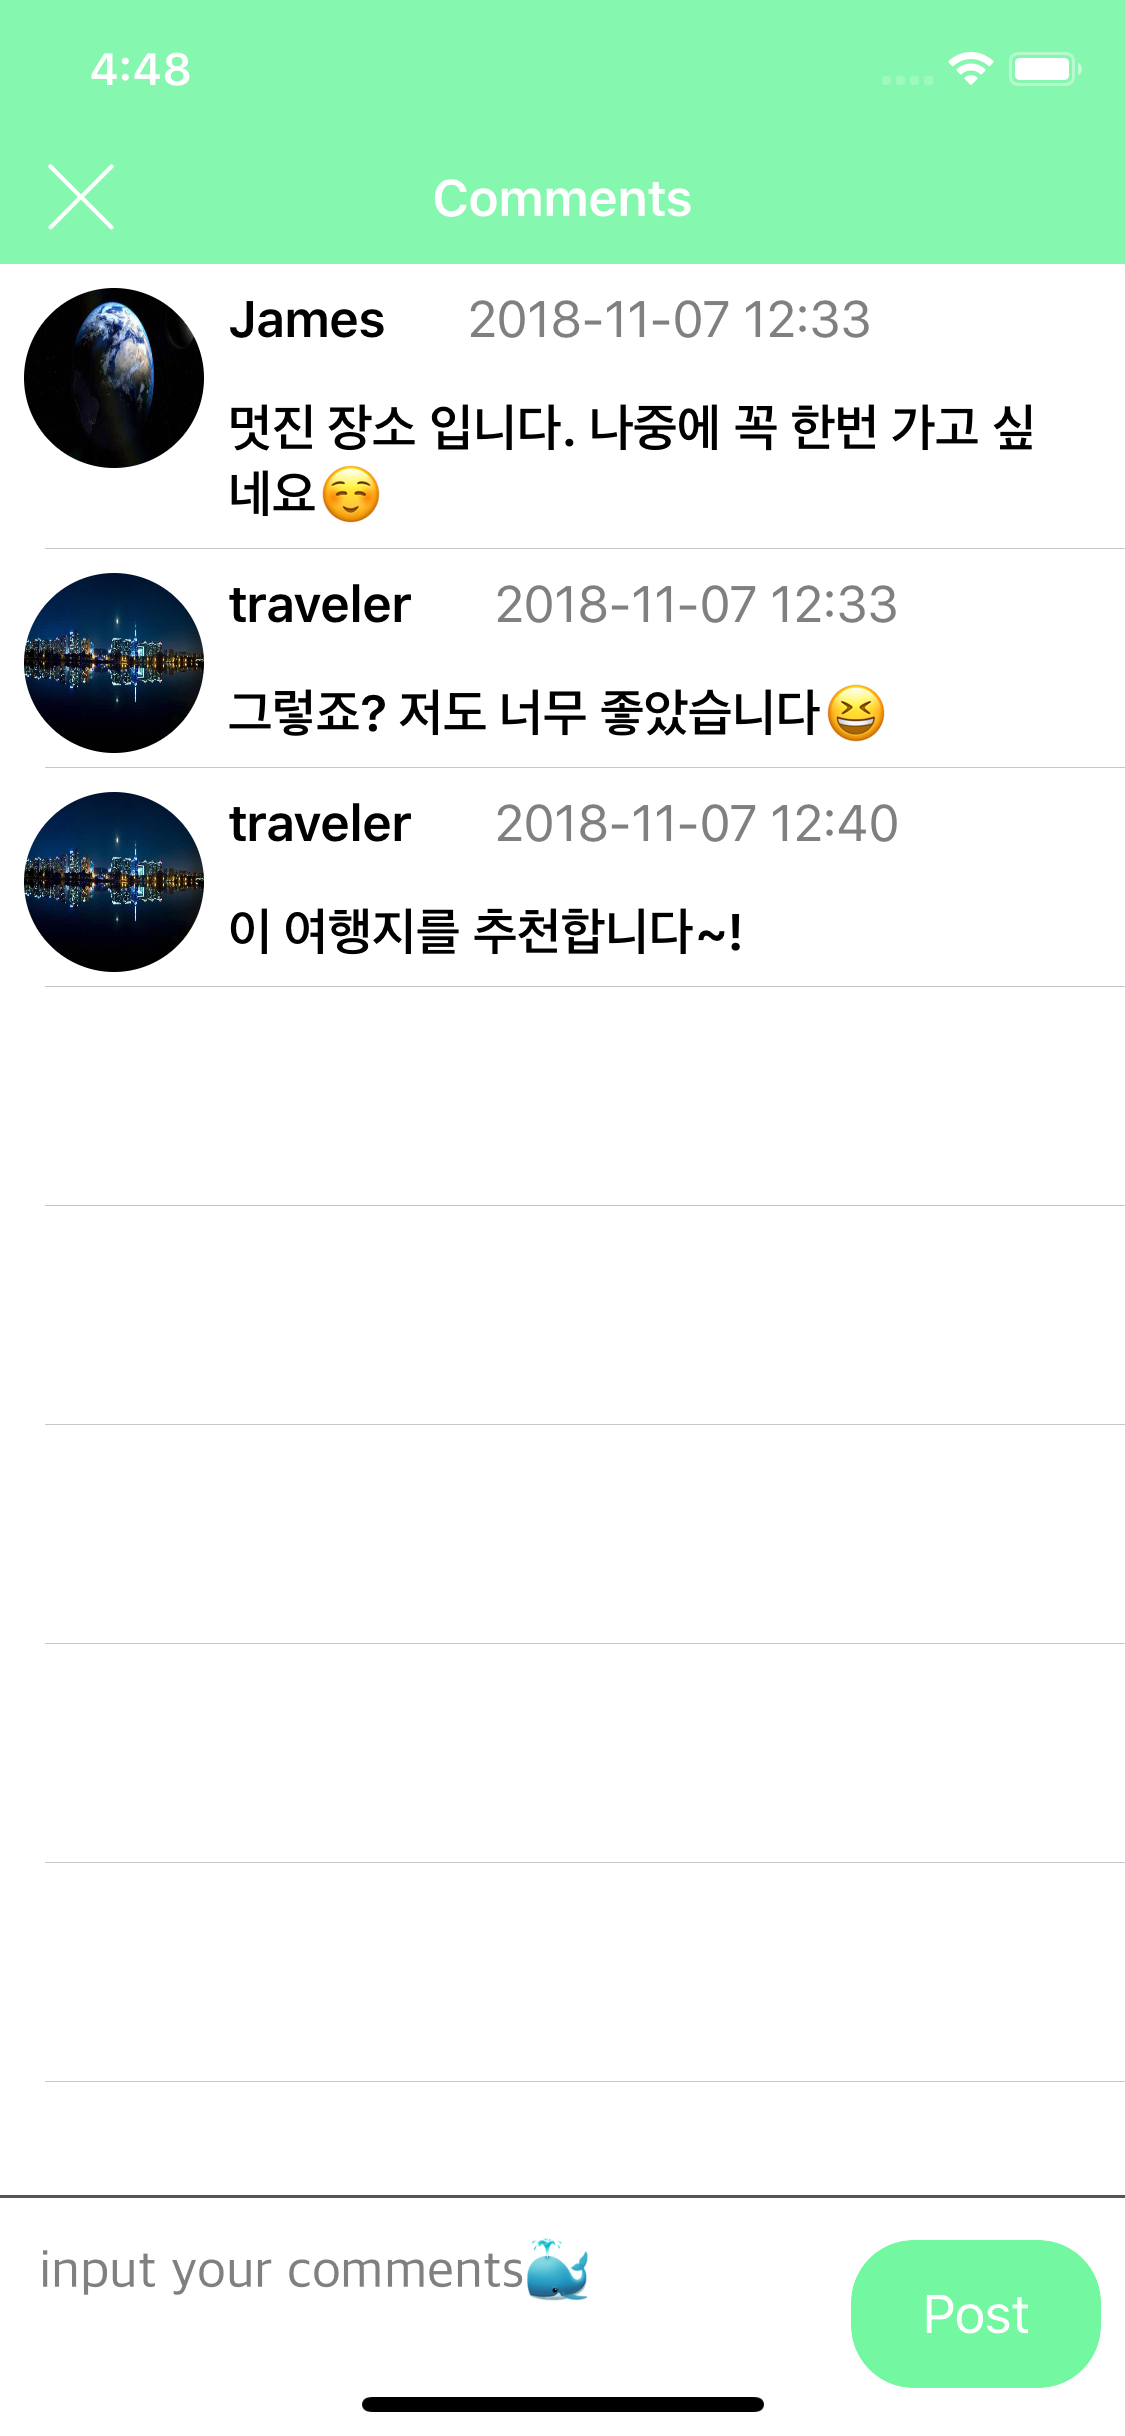 4:48
Comments
James 2018-11-07 12:33
멋진 장소 입니다. 나중에 꼭 한번 가고 싶
네요☺️
traveler 2018-11-07 12:33
그렇죠? 저도 너무 좋았습니다😆
traveler 2018-11-07 12:40
이 여행지를 추천합니다~!
input your comments🐳
Post